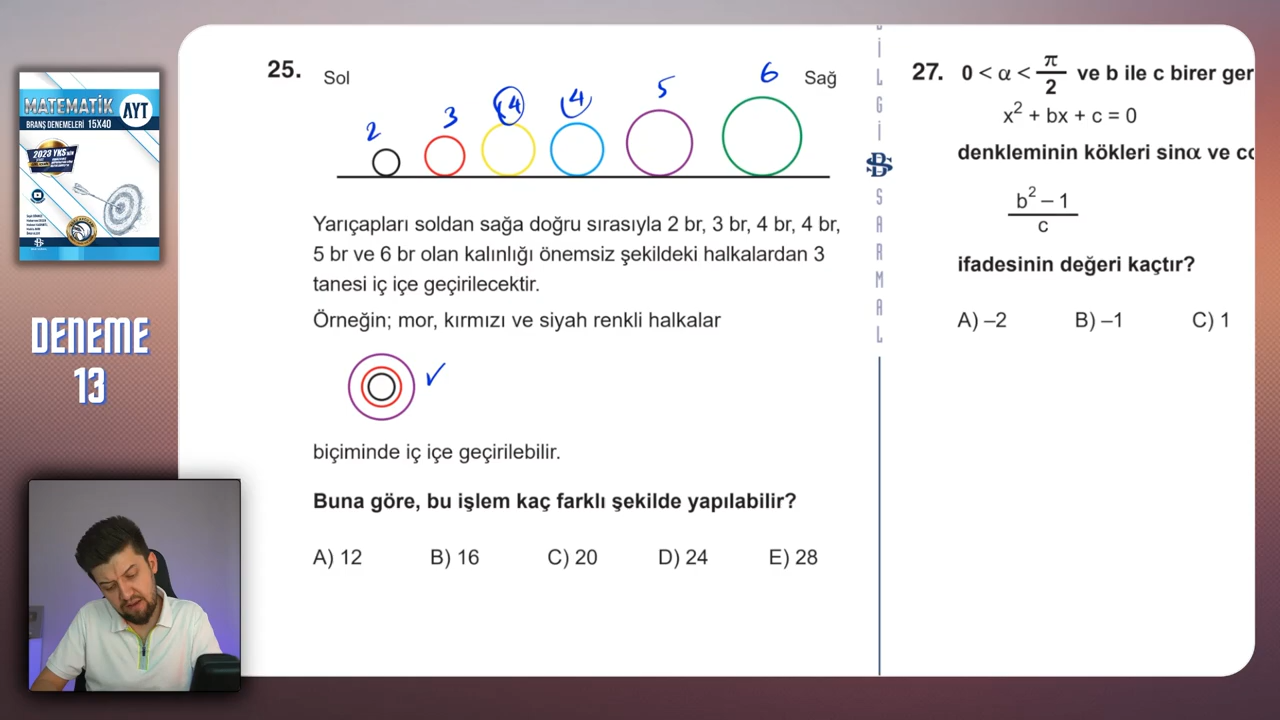 MATEMATİK
AYT
BRANŞ DENEMELERİ 15X40
2023 YKS'NİN
DENEME
13
25.
Sol
2
3
4
4
5
6
Sağ
Yarıçapları soldan sağa doğru sırasıyla 2 br, 3 br, 4 br, 4 br,
5 br ve 6 br olan kalınlığı önemsiz şekildeki halkalardan 3
tanesi iç içe geçirilecektir.
Örneğin; mor, kırmızı ve siyah renkli halkalar
✓
biçiminde iç içe geçirilebilir.
Buna göre, bu işlem kaç farklı şekilde yapılabilir?
A) 12 B) 16 C) 20 D) 24 E) 28
İ L G İ
S A R M A L
27. 0 < α < π/2 ve b ile c birer ger
x² + bx + c = 0
denkleminin kökleri sinα ve
b² – 1
c
ifadesinin değeri kaçtır?
A) –2 B) –1 C) 1